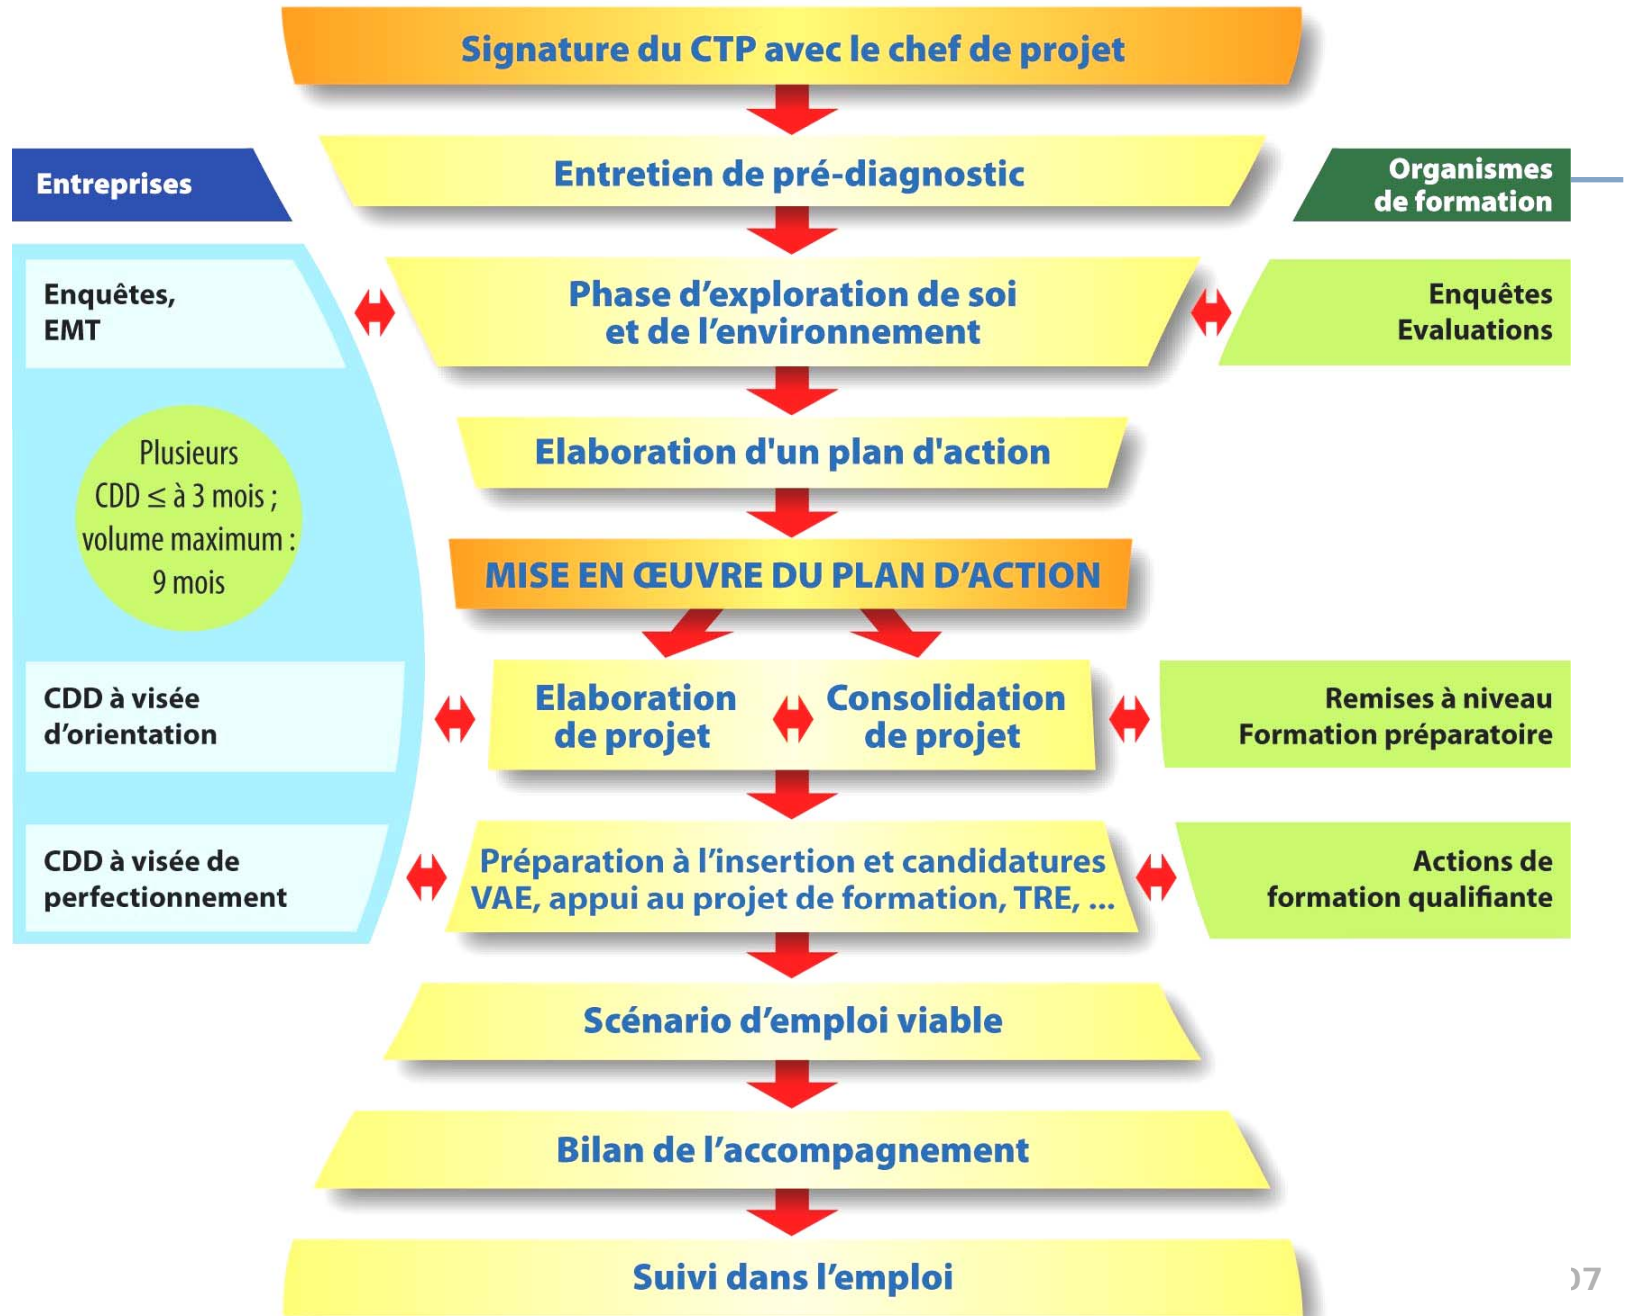 Signature du CTP avec le chef de projet
Entreprises
Entretien de pré-diagnostic
Organismes
de formation
Enquêtes,
EMT
Phase d’exploration de soi
et de l’environnement
Enquêtes
Evaluations
Plusieurs
CDD ≤ à 3 mois ;
volume maximum :
9 mois
Elaboration d'un plan d'action
MISE EN ŒUVRE DU PLAN D’ACTION
CDD à visée
d’orientation
Elaboration
de projet
Consolidation
de projet
Remises à niveau
Formation préparatoire
CDD à visée de
perfectionnement
Préparation à l’insertion et candidatures
VAE, appui au projet de formation, TRE, ...
Actions de
formation qualifiante
Scénario d’emploi viable
Bilan de l’accompagnement
Suivi dans l’emploi